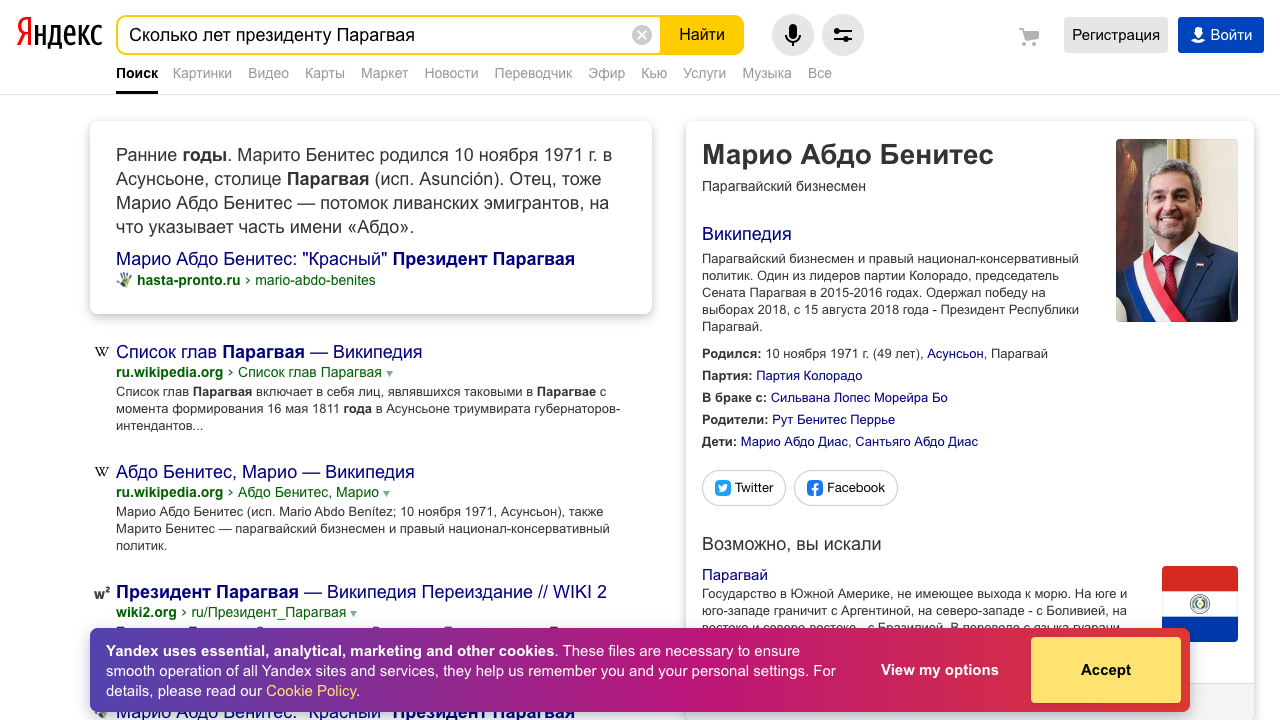 Яндекс
Сколько лет президенту Парагвая
Найти
Регистрация
Войти
Поиск Картинки Видео Карты Маркет Новости Переводчик Эфир Кью Услуги Музыка Все
Ранние годы. Марито Бенитес родился 10 ноября 1971 г. в
Асунсьоне, столице Парагвая (исп. Asunción). Отец, тоже
Марио Абдо Бенитес — потомок ливанских эмигрантов, на
что указывает часть имени «Абдо».
Марио Абдо Бенитес: "Красный" Президент Парагвая
hasta-pronto.ru › mario-abdo-benites
W Список глав Парагвая — Википедия
ru.wikipedia.org › Список глав Парагвая
Список глав Парагвая включает в себя лиц, являвшихся таковыми в Парагвае с
момента формирования 16 мая 1811 года в Асунсьоне триумвирата губернаторов-
интендантов...
W Абдо Бенитес, Марио — Википедия
ru.wikipedia.org › Абдо Бенитес, Марио
Марио Абдо Бенитес (исп. Mario Abdo Benítez; 10 ноября 1971, Асунсьон), также
Марито Бенитес — парагвайский бизнесмен и правый национал-консервативный
политик.
w² Президент Парагвая — Википедия Переиздание // WIKI 2
wiki2.org › ru/Президент_Парагвая
Марио Абдо Бенитес: "Красный" Президент Парагвая
Марио Абдо Бенитес
Парагвайский бизнесмен
Википедия
Парагвайский бизнесмен и правый национал-консервативный
политик. Один из лидеров партии Колорадо, председатель
Сената Парагвая в 2015-2016 годах. Одержал победу на
выборах 2018, с 15 августа 2018 года - Президент Республики
Парагвай.
Родился: 10 ноября 1971 г. (49 лет), Асунсьон, Парагвай
Партия: Партия Колорадо
В браке с: Сильвана Лопес Морейра Бо
Родители: Рут Бенитес Перрье
Дети: Марио Абдо Диас, Сантьяго Абдо Диас
Twitter Facebook
Возможно, вы искали
Парагвай
Государство в Южной Америке, не имеющее выхода к морю. На юге и
юго-западе граничит с Аргентиной, на северо-западе - с Боливией, на
востоке и северо-востоке - с Бразилией. В переводе с языка гуарани
Yandex uses essential, analytical, marketing and other cookies. These files are necessary to ensure
smooth operation of all Yandex sites and services, they help us remember you and your personal settings. For
details, please read our Cookie Policy.
View my options
Accept